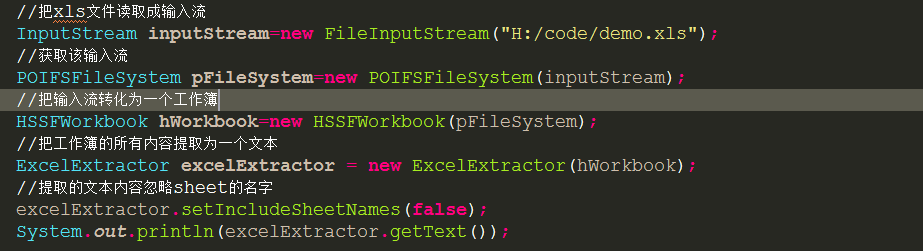 //把xls文件读取成输入流
InputStream inputStream=new FileInputStream("H:/code/demo.xls");
//获取该输入流
POIFSFileSystem pFileSystem=new POIFSFileSystem(inputStream);
//把输入流转化为一个工作簿
HSSFWorkbook hWorkbook=new HSSFWorkbook(pFileSystem);
//把工作簿的所有内容提取为一个文本
ExcelExtractor excelExtractor = new ExcelExtractor(hWorkbook);
//提取的文本内容忽略sheet的名字
excelExtractor.setIncludeSheetNames(false);
System.out.println(excelExtractor.getText());